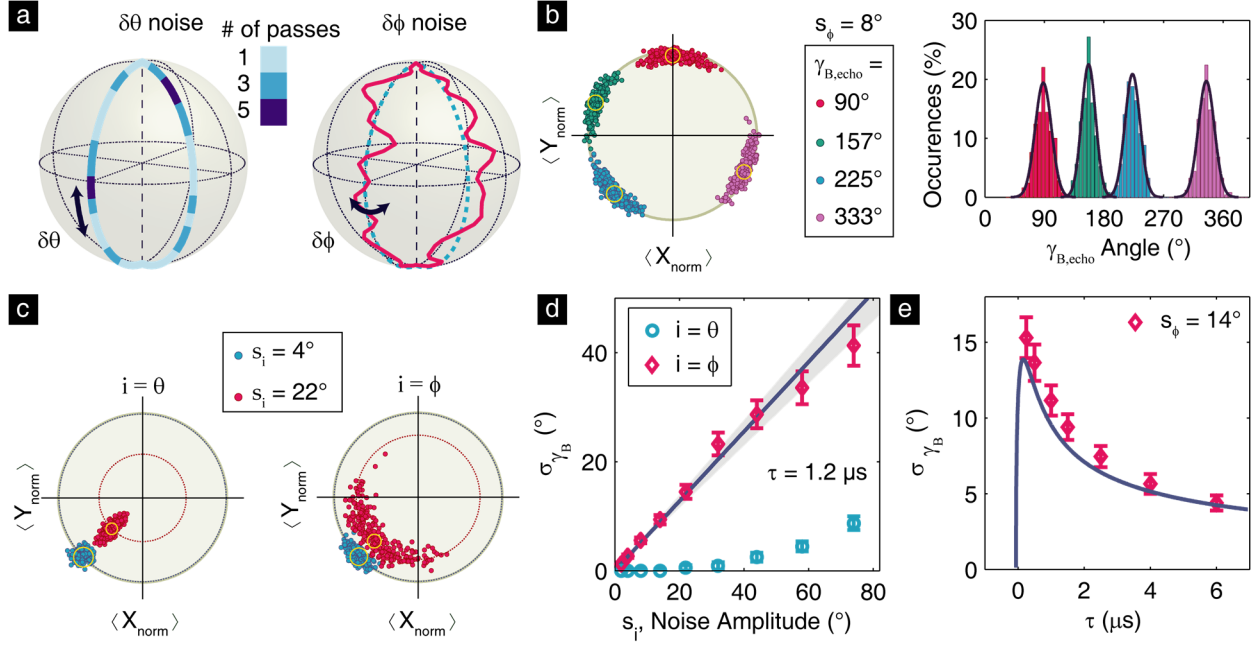 a
δθ noise
# of passes
1
3
5
δθ
δϕ noise
δϕ
b
s_ϕ = 8°
γ_B,echo =
90°
157°
225°
333°
⟨ Y_norm ⟩
⟨ X_norm ⟩
Occurences (%)
30
20
10
0
0 90 180 270 360
γ_B,echo Angle (°)
c
s_i = 4°
s_i = 22°
i = θ
i = ϕ
⟨ Y_norm ⟩
⟨ X_norm ⟩
⟨ Y_norm ⟩
⟨ X_norm ⟩
d
i = θ
i = ϕ
σ_γ_B (°)
40
20
0
τ = 1.2 μs
0 20 40 60 80
s_i, Noise Amplitude (°)
e
s_ϕ = 14°
σ_γ_B (°)
15
10
5
0
0 2 4 6
τ (μs)